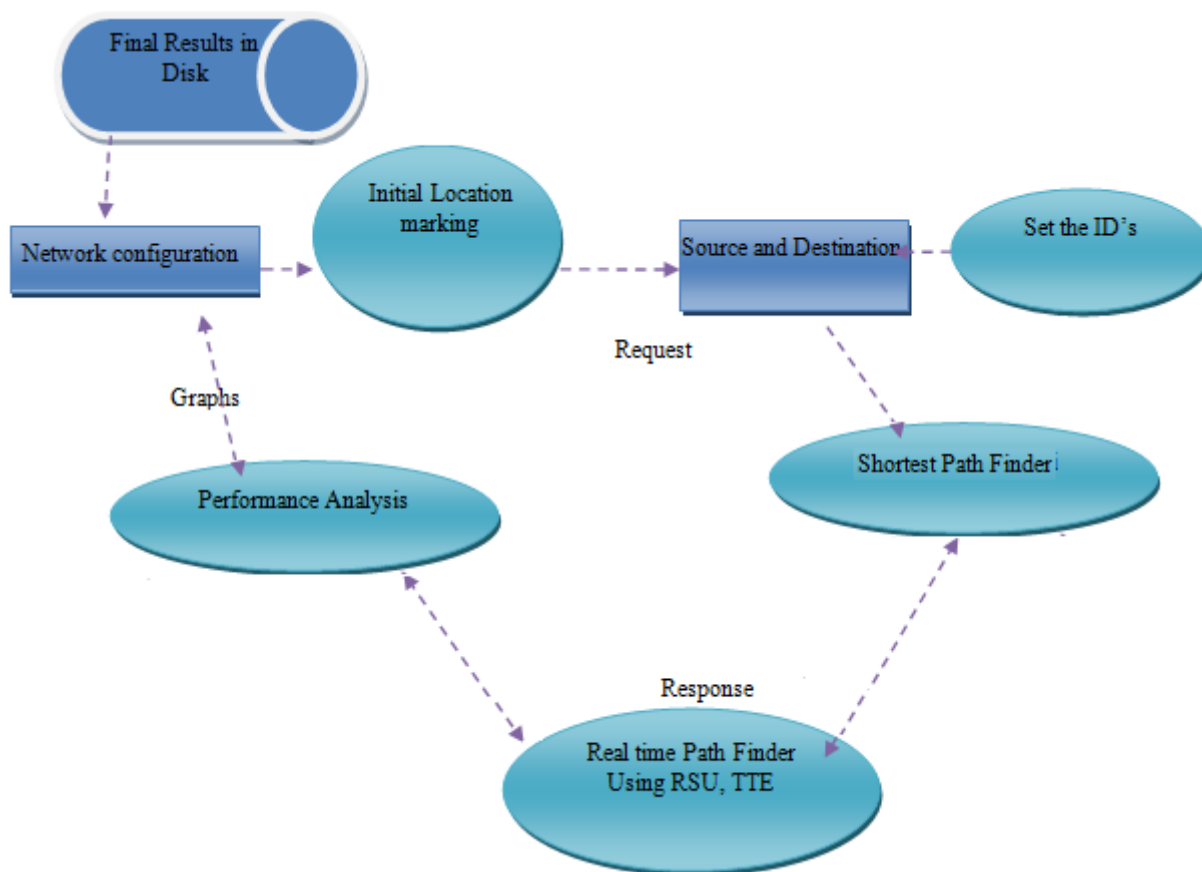 Final Results in
Disk
Initial Location
marking
Network configuration
Source and Destination
Set the ID's
Request
Graphs
Shortest Path Finder
Performance Analysis
Response
Real time Path Finder
Using RSU, TTE